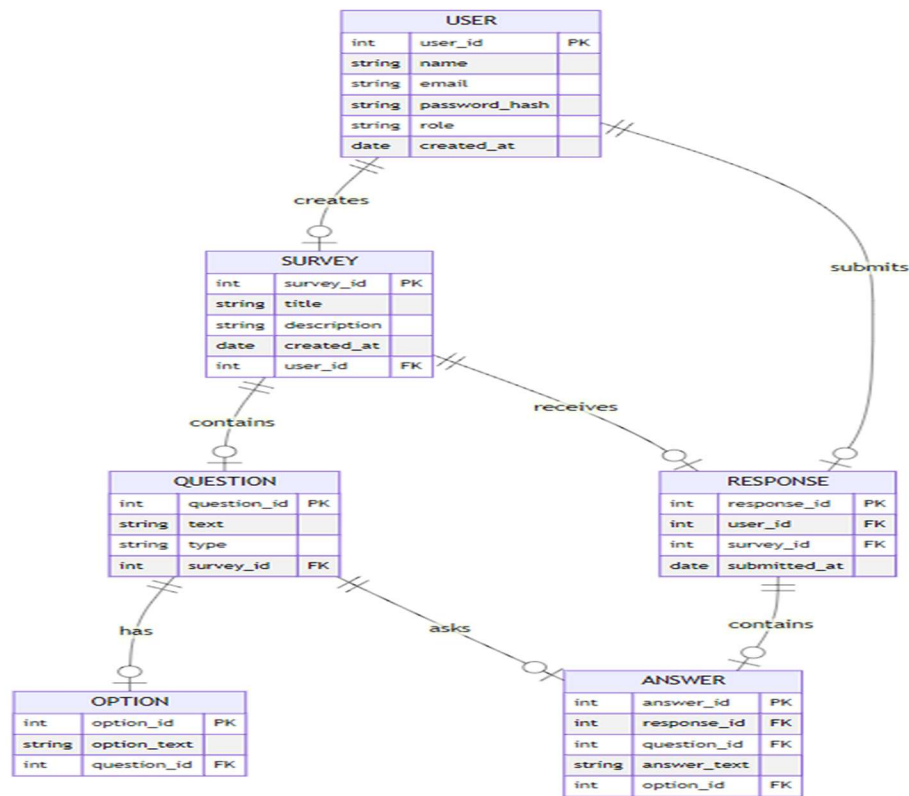 USER
int user_id PK
string name
string email
string password_hash
string role
date created_at
creates
submits
SURVEY
int survey_id PK
string title
string description
date created_at
int user_id FK
contains
receives
QUESTION
int question_id PK
string text
string type
int survey_id FK
RESPONSE
int response_id PK
int user_id FK
int survey_id FK
date submitted_at
has
asks
contains
OPTION
int option_id PK
string option_text
int question_id FK
ANSWER
int answer_id PK
int response_id FK
int question_id FK
string answer_text
int option_id FK